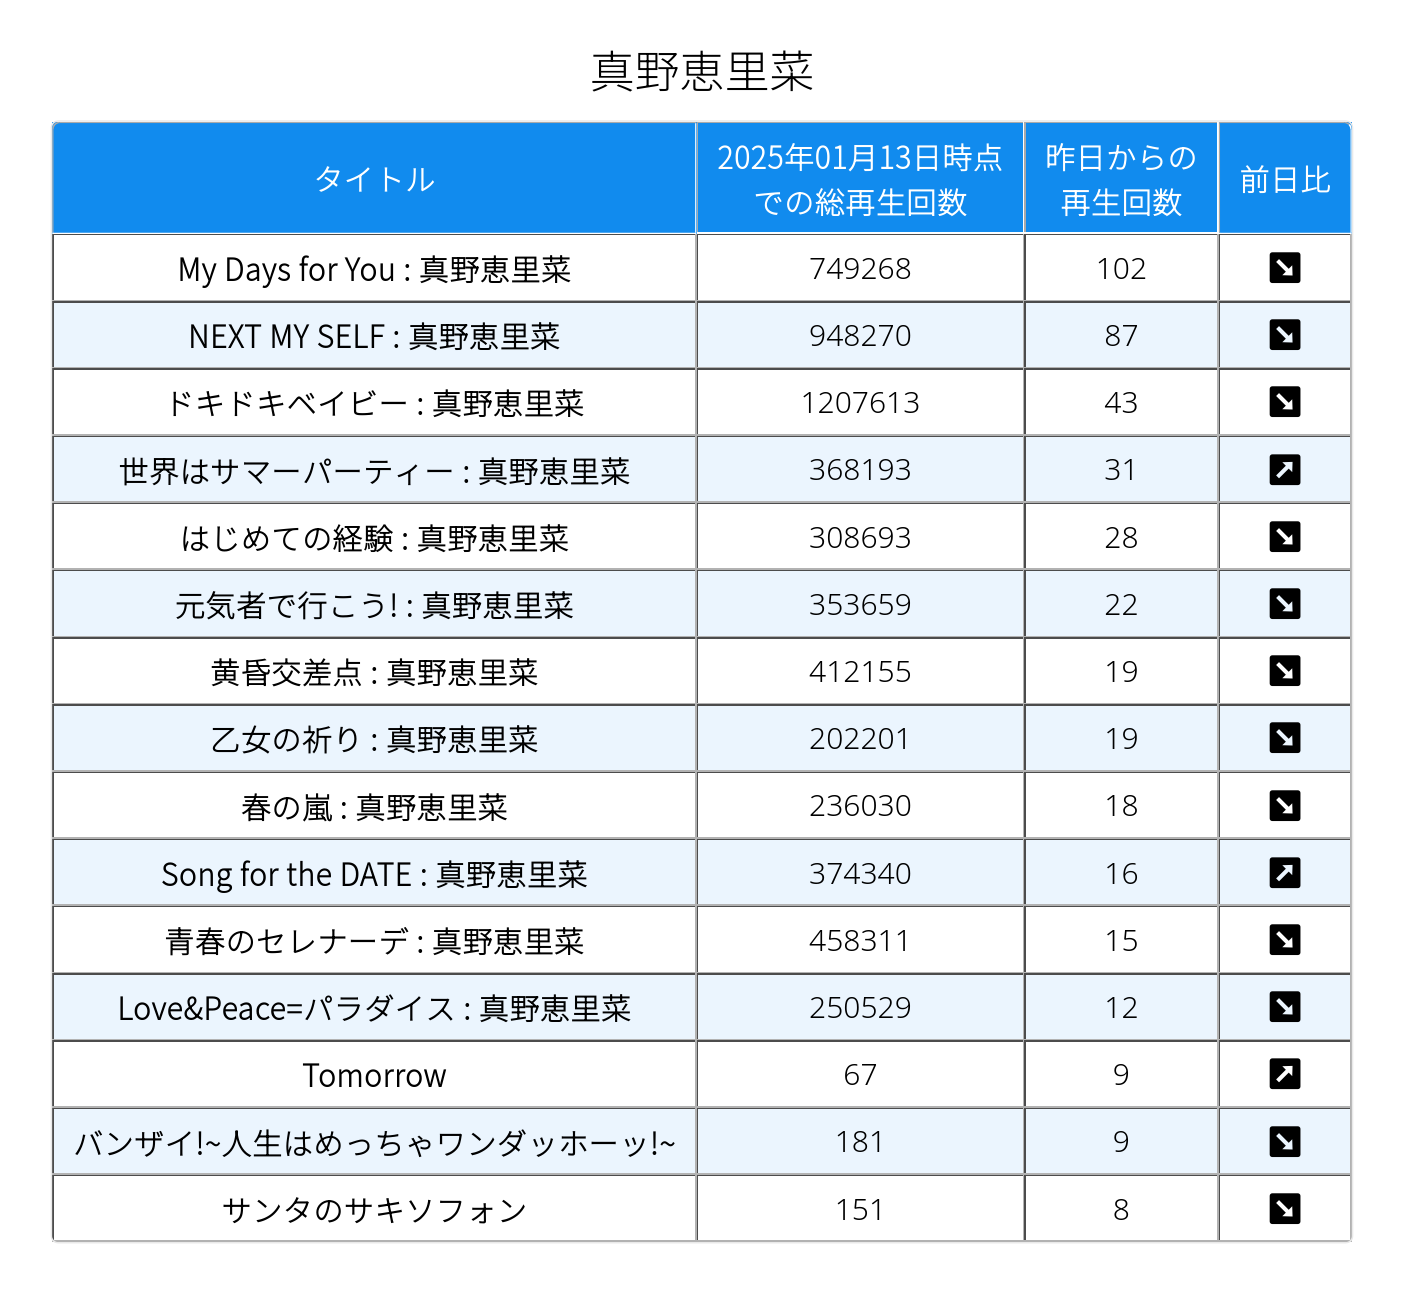 真野恵里菜
タイトル
2025年01月13日時点
での総再生回数
昨日からの
再生回数
前日比
My Days for You : 真野恵里菜 749268 102 ↘
NEXT MY SELF : 真野恵里菜 948270 87 ↘
ドキドキベイビー : 真野恵里菜 1207613 43 ↘
世界はサマーパーティー : 真野恵里菜 368193 31 ↗
はじめての経験 : 真野恵里菜 308693 28 ↘
元気者で行こう! : 真野恵里菜 353659 22 ↘
黄昏交差点 : 真野恵里菜 412155 19 ↘
乙女の祈り : 真野恵里菜 202201 19 ↘
春の嵐 : 真野恵里菜 236030 18 ↘
Song for the DATE : 真野恵里菜 374340 16 ↗
青春のセレナーデ : 真野恵里菜 458311 15 ↘
Love&Peace=パラダイス : 真野恵里菜 250529 12 ↘
Tomorrow 67 9 ↗
バンザイ!~人生はめっちゃワンダッホーッ!~ 181 9 ↘
サンタのサキソフォン 151 8 ↘